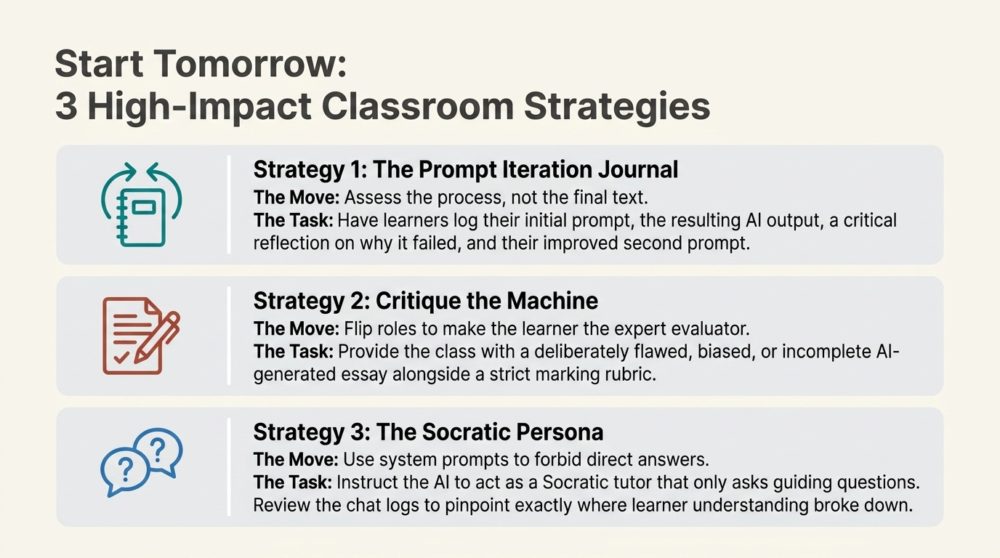 Start Tomorrow:
3 High-Impact Classroom Strategies
Strategy 1: The Prompt Iteration Journal
The Move: Assess the process, not the final text.
The Task: Have learners log their initial prompt, the resulting AI output, a critical
reflection on why it failed, and their improved second prompt.
Strategy 2: Critique the Machine
The Move: Flip roles to make the learner the expert evaluator.
The Task: Provide the class with a deliberately flawed, biased, or incomplete AI-
generated essay alongside a strict marking rubric.
? ?
Strategy 3: The Socratic Persona
The Move: Use system prompts to forbid direct answers.
The Task: Instruct the AI to act as a Socratic tutor that only asks guiding questions.
Review the chat logs to pinpoint exactly where learner understanding broke down.